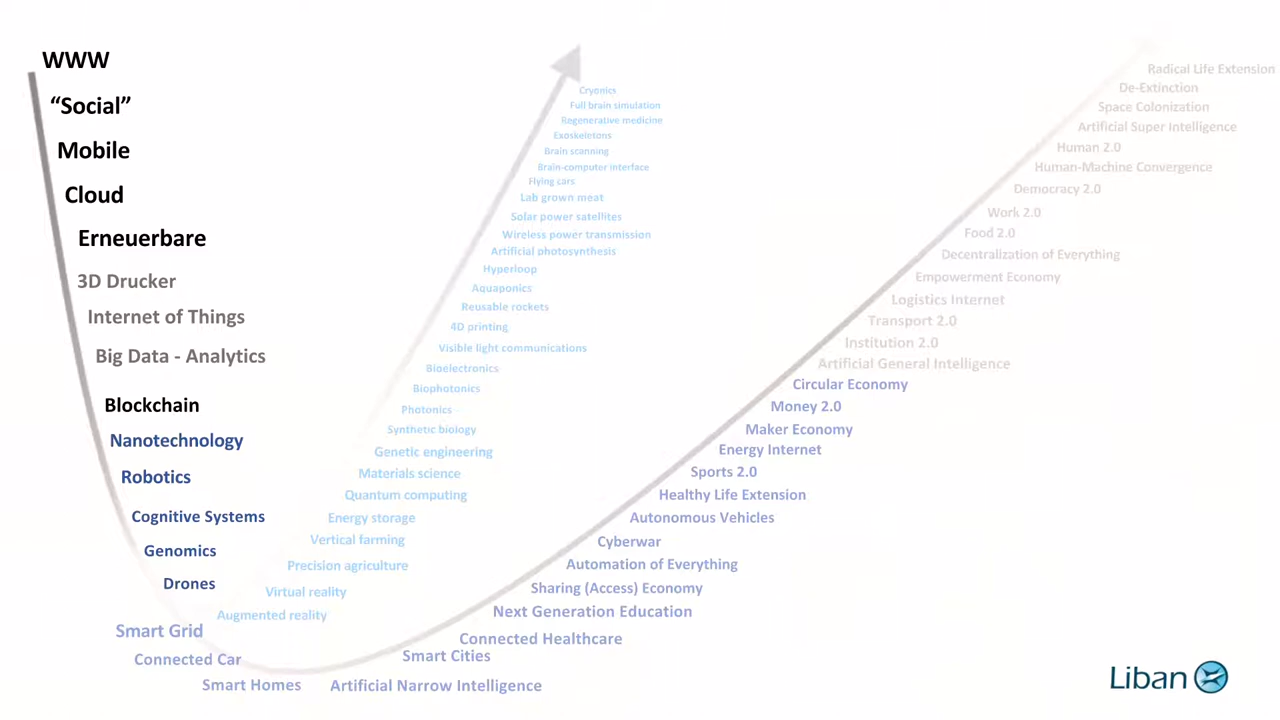 WWW
“Social”
Mobile
Cloud
Erneuerbare
3D Drucker
Internet of Things
Big Data - Analytics
Blockchain
Nanotechnology
Robotics
Cognitive Systems
Genomics
Drones
Smart Grid
Connected Car
Smart Homes
Cryonics
Full brain simulation
Regenerative medicine
Exoskeletons
Brain scanning
Brain-computer interface
Flying cars
Lab grown meat
Solar power satellites
Wireless power transmission
Artificial photosynthesis
Hyperloop
Aquaponics
Reusable rockets
4D printing
Visible light communications
Bioelectronics
Biophotonics
Photonics
Synthetic biology
Genetic engineering
Materials science
Quantum computing
Energy storage
Vertical farming
Precision agriculture
Virtual reality
Augmented reality
Radical Life Extension
De-Extinction
Space Colonization
Artificial Super Intelligence
Human 2.0
Human-Machine Convergence
Democracy 2.0
Work 2.0
Food 2.0
Decentralization of Everything
Empowerment Economy
Logistics Internet
Transport 2.0
Institution 2.0
Artificial General Intelligence
Circular Economy
Money 2.0
Maker Economy
Energy Internet
Sports 2.0
Healthy Life Extension
Autonomous Vehicles
Cyberwar
Automation of Everything
Sharing (Access) Economy
Next Generation Education
Connected Healthcare
Smart Cities
Artificial Narrow Intelligence
Liban